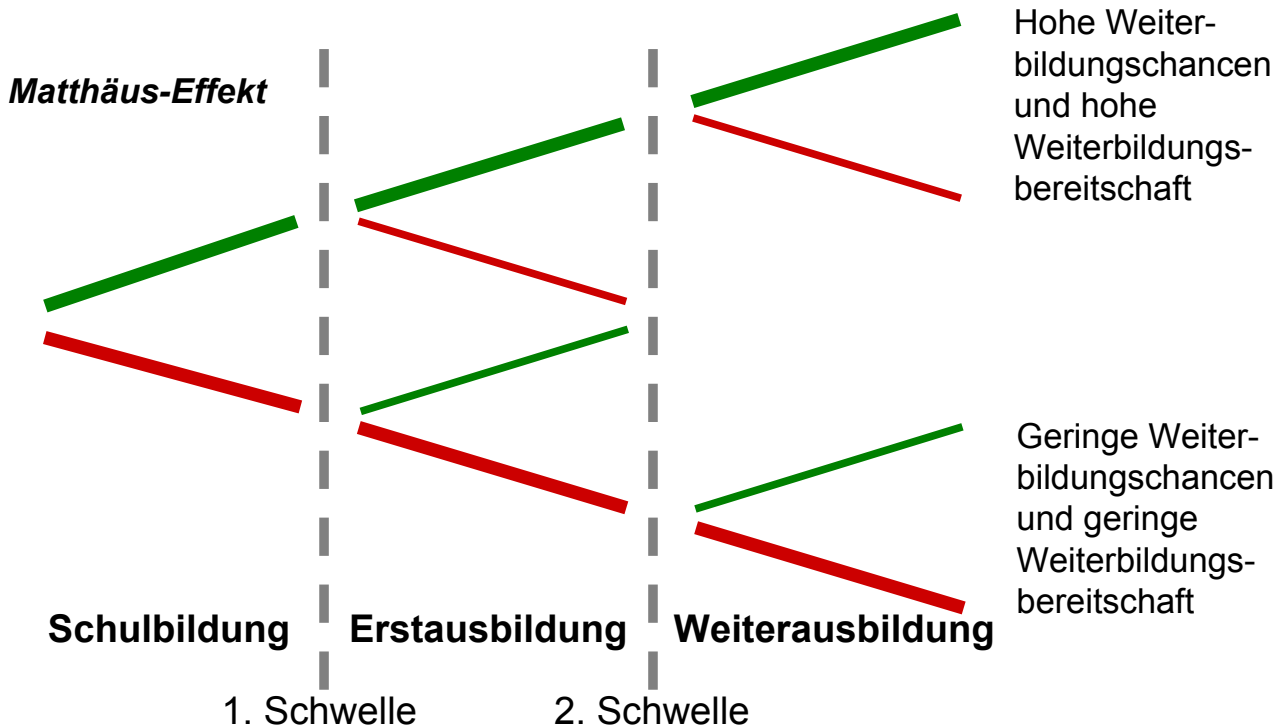 Matthäus-Effekt
Hohe Weiter-
bildungschancen
und hohe
Weiterbildungs-
bereitschaft
Geringe Weiter-
bildungschancen
und geringe
Weiterbildungs-
bereitschaft
Schulbildung
Erstausbildung
Weiterausbildung
1. Schwelle
2. Schwelle